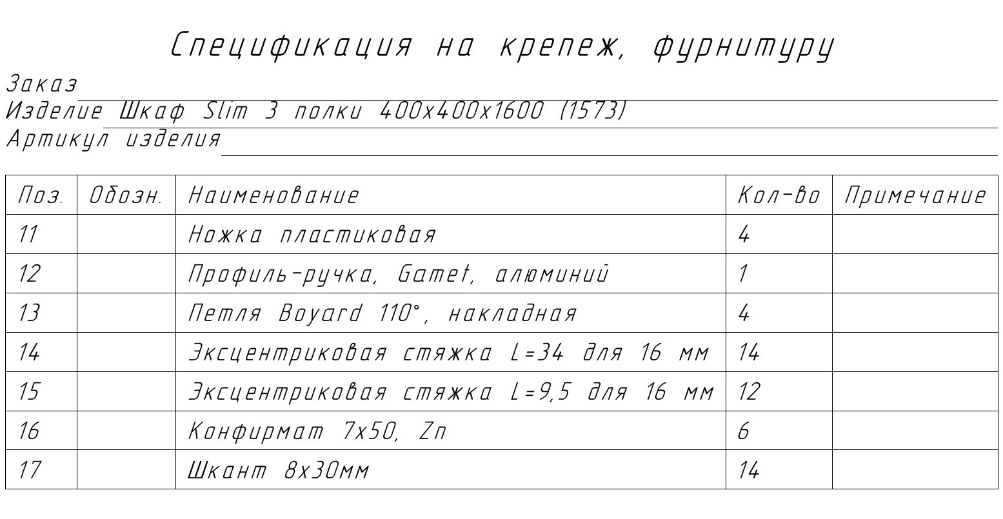 Спецификация на крепеж, фурнитуру
Заказ
Изделие Шкаф Slim 3 полки 400х400х1600 (1573)
Артикул изделия
Поз. Обозн. Наименование Кол-во Примечание
11 Ножка пластиковая 4
12 Профиль-ручка, Gamet, алюминий 1
13 Петля Boyard 110°, накладная 4
14 Эксцентриковая стяжка L=34 для 16 мм 14
15 Эксцентриковая стяжка L=9,5 для 16 мм 12
16 Конфирмат 7х50, Zn 6
17 Шкант 8х30мм 14